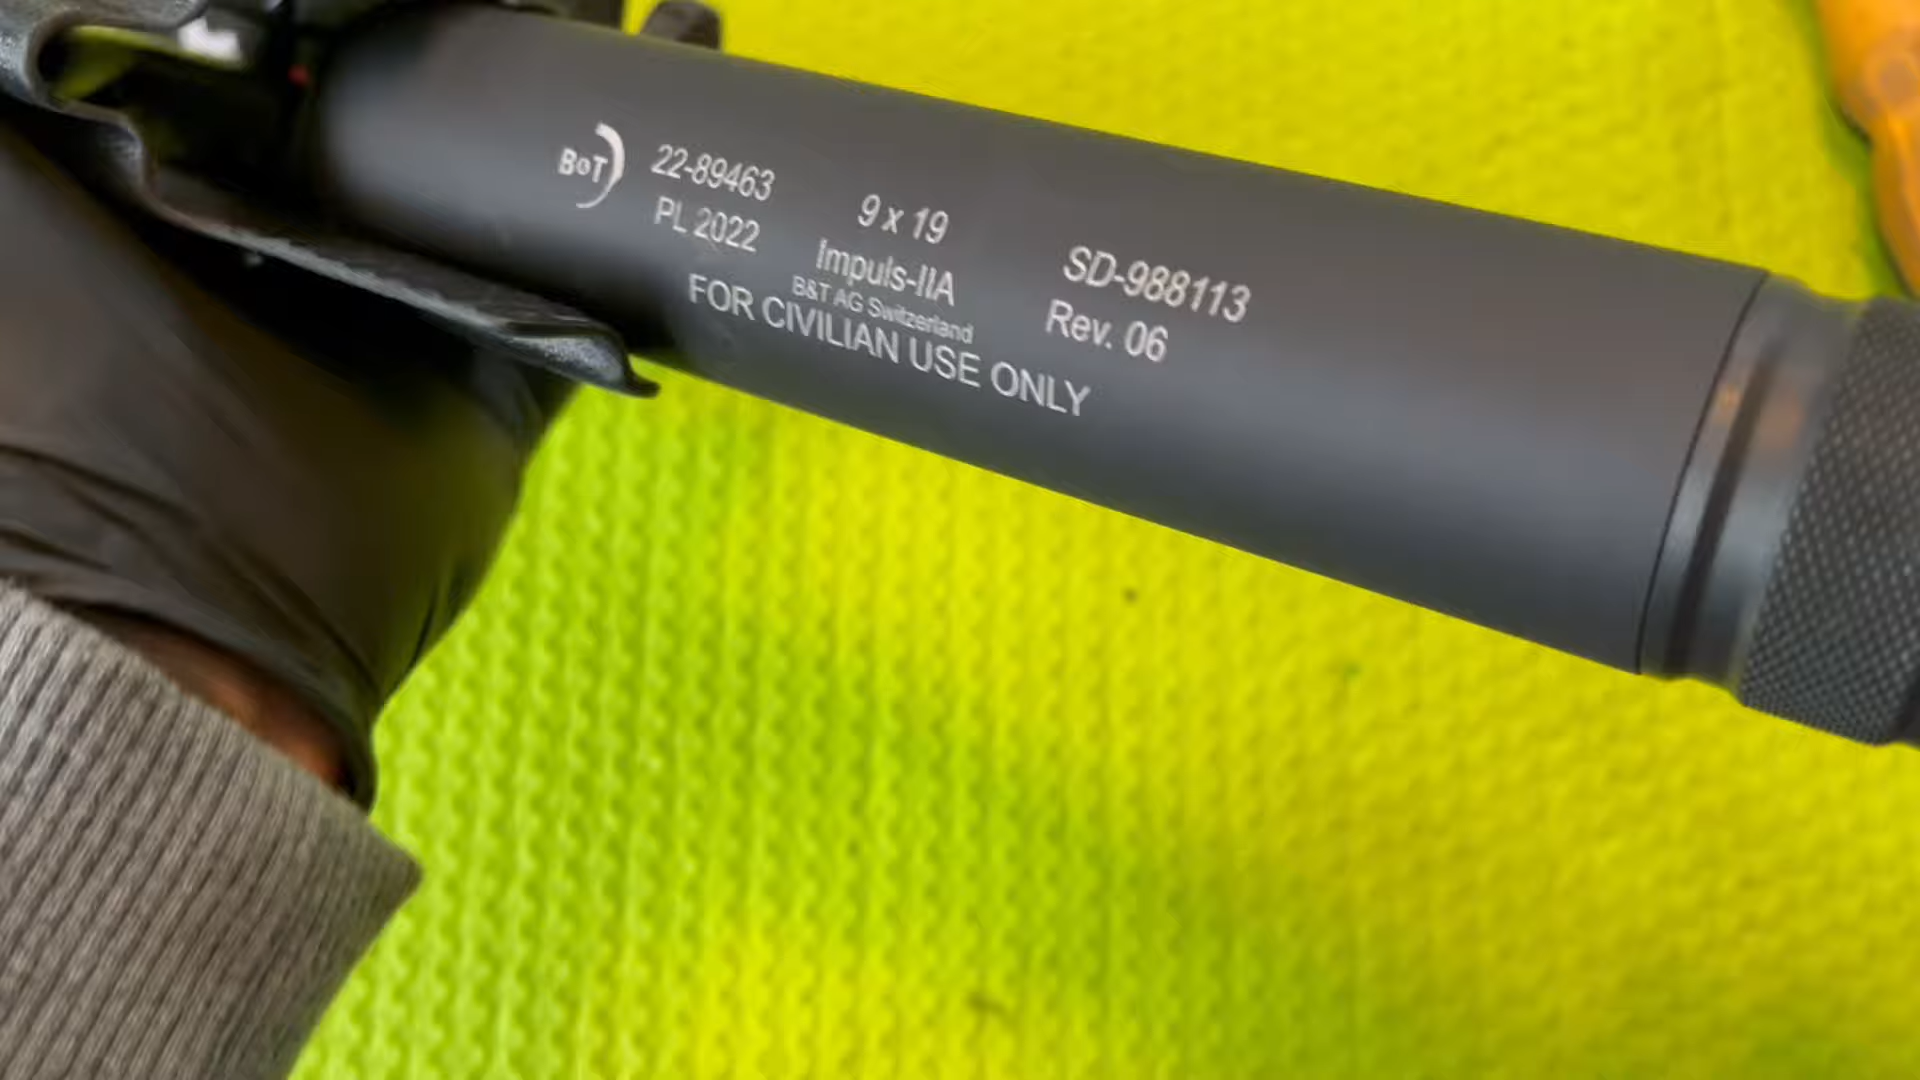 B&T
22-89463
PL 2022
9 x 19
Impuls-IIA
B&T AG Switzerland
SD-988113
Rev. 06
FOR CIVILIAN USE ONLY